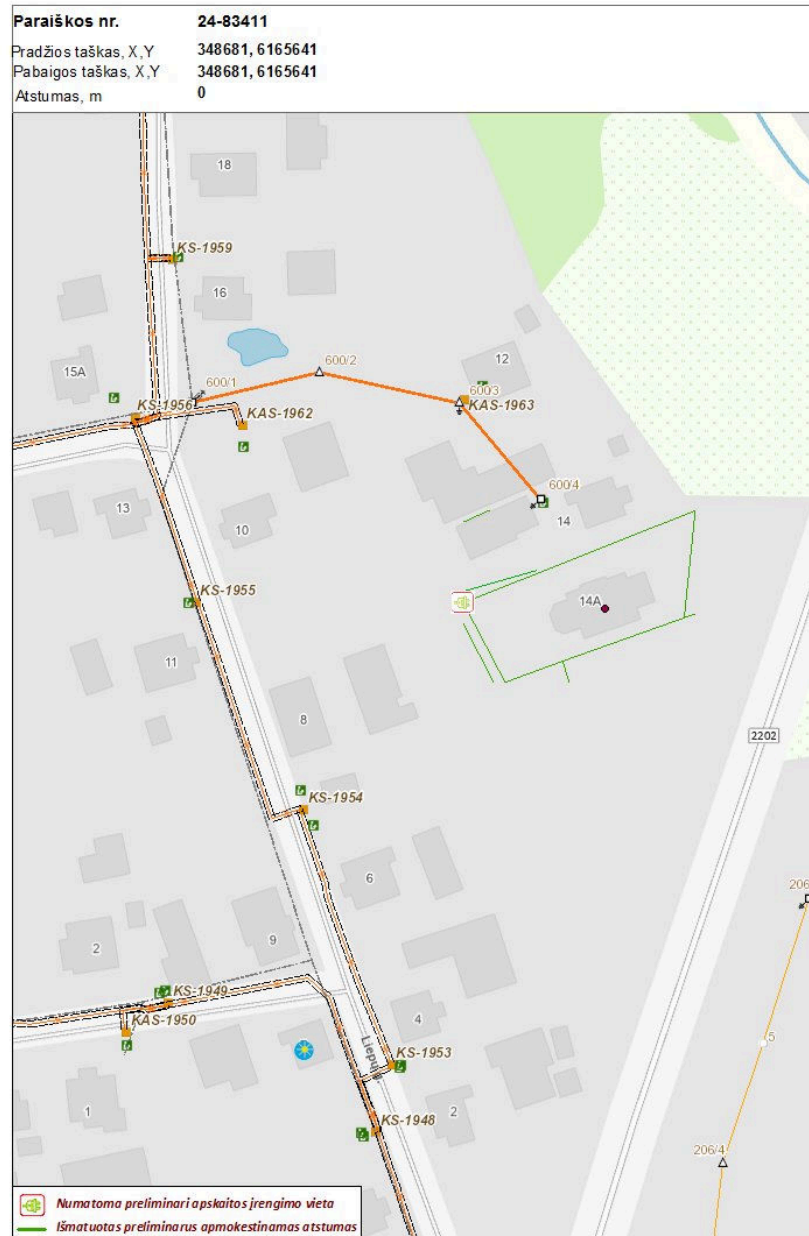 Paraiškos nr. 24-83411
Pradžios taškas, X,Y 348681, 6165641
Pabaigos taškas, X,Y 348681, 6165641
Atstumas, m 0
18
KS-1959
16
15A
600/1
600/2
12
600/3
KS-1956
KAS-1962
KAS-1963
600/4
13
10
14
KS-1955
14A
11
8
2202
KS-1954
6
206
2
9
KS-1949
KAS-1950
4
5
Liepų
KS-1953
1
2
KS-1948
206/4
Numatoma preliminari apskaitos įrengimo vieta
Išmatuotas preliminarus apmokestinamas atstumas